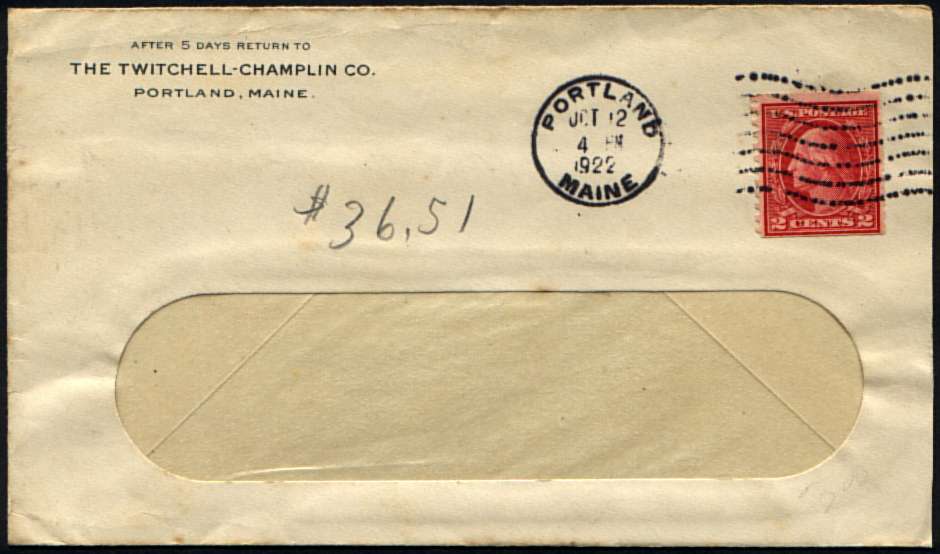 AFTER 5 DAYS RETURN TO
THE TWITCHELL-CHAMPLIN CO.
PORTLAND, MAINE.
PORTLAND
OCT 12
4 PM
1922
MAINE
U.S. POSTAGE
2 CENTS 2
$36.51